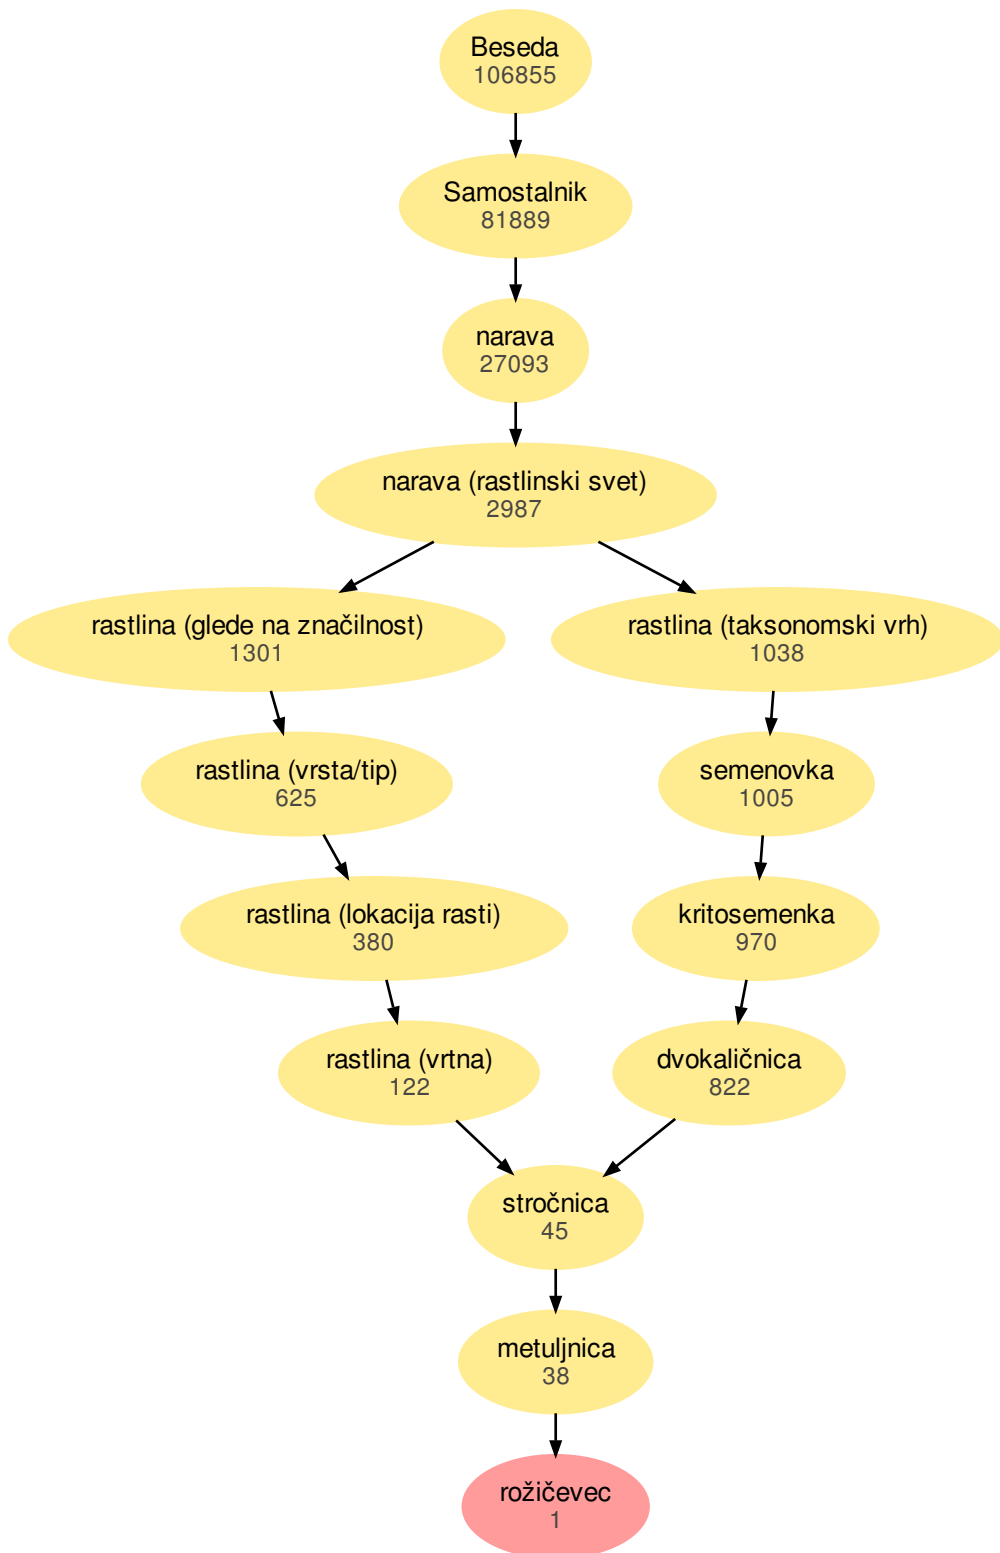 Beseda
106855
Samostalnik
81889
narava
27093
narava (rastlinski svet)
2987
rastlina (glede na značilnost)
1301
rastlina (taksonomski vrh)
1038
rastlina (vrsta/tip)
625
semenovka
1005
rastlina (lokacija rasti)
380
kritosemenka
970
rastlina (vrtna)
122
dvokaličnica
822
stročnica
45
metuljnica
38
rožičevec
1